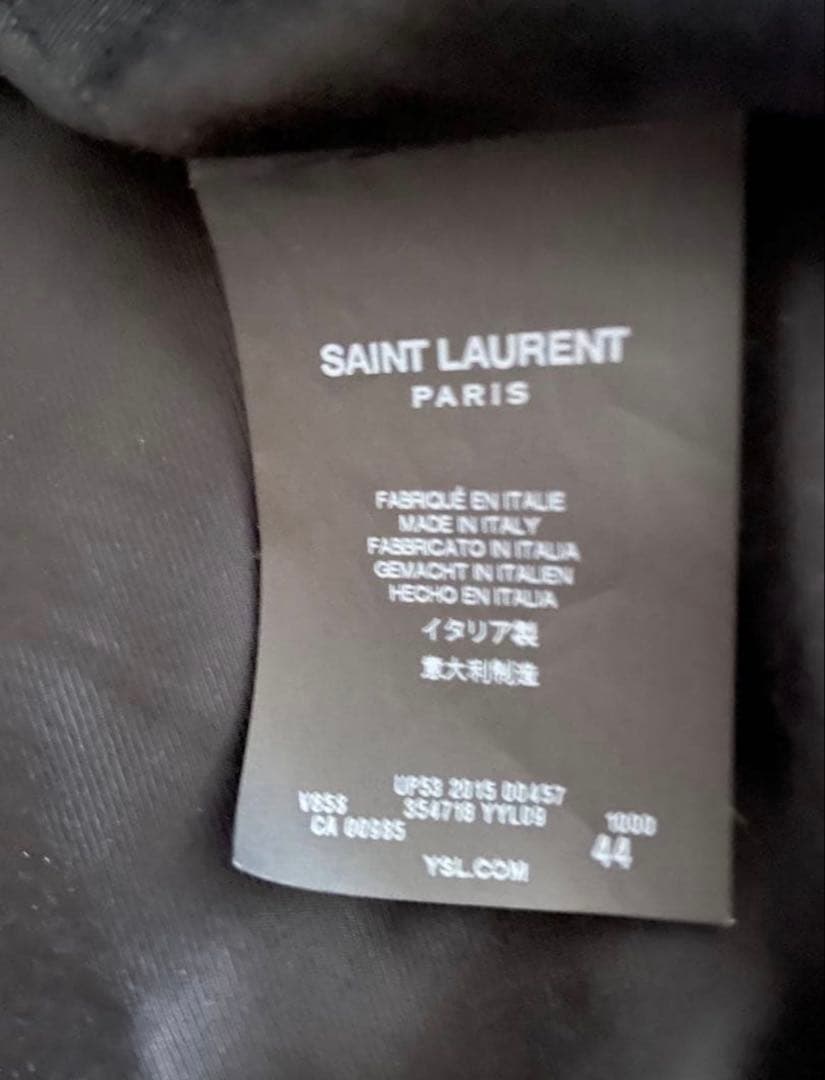 SAINT LAURENT
PARIS
FABRIQUÉ EN ITALIE
MADE IN ITALY
FABBRICATO IN ITALIA
GEMACHT IN ITALIEN
HECHO EN ITALIA
イタリア製
意大利制造
UP53 2015 00457
V858 354718 YYL09 1000
CA 00985 44
YSL.COM